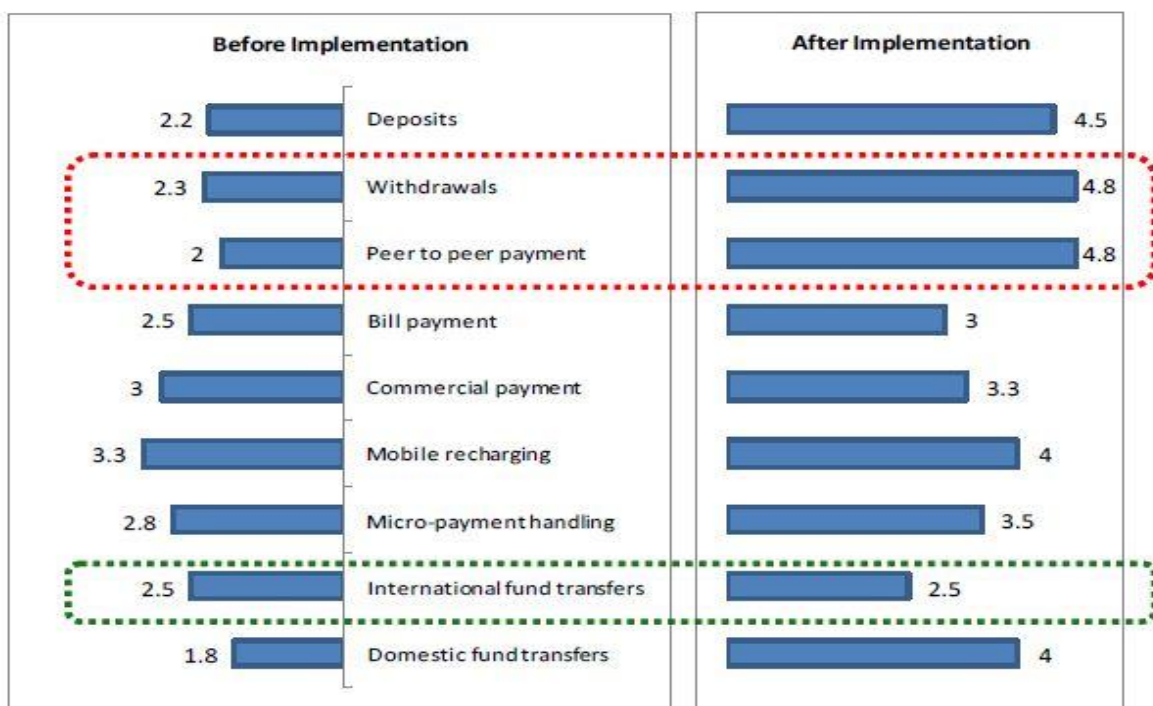 Before Implementation After Implementation
2.2 Deposits 4.5
2.3 Withdrawals 4.8
2 Peer to peer payment 4.8
2.5 Bill payment 3
3 Commercial payment 3.3
3.3 Mobile recharging 4
2.8 Micro-payment handling 3.5
2.5 International fund transfers 2.5
1.8 Domestic fund transfers 4